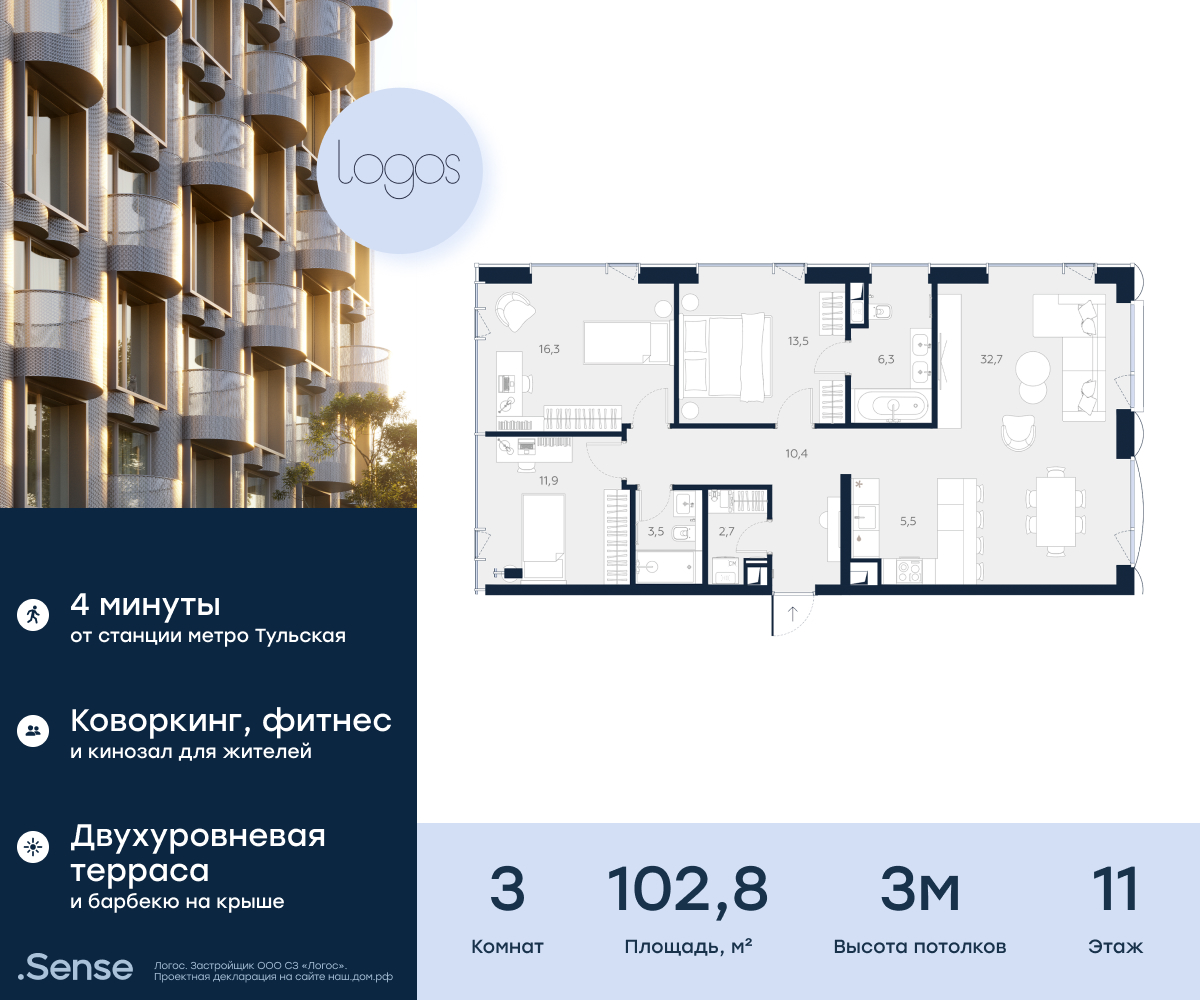 logos
16,3
13,5
6,3
32,7
10,4
11,9
3,5
2,7
5,5
4 минуты
от станции метро Тульская
Коворкинг, фитнес
и кинозал для жителей
Двухуровневая
терраса
и барбекю на крыше
.Sense
Логос. Застройщик ООО СЗ «Логос».
Проектная декларация на сайте наш.дом.рф
3
Комнат
102,8
Площадь, м²
3м
Высота потолков
11
Этаж